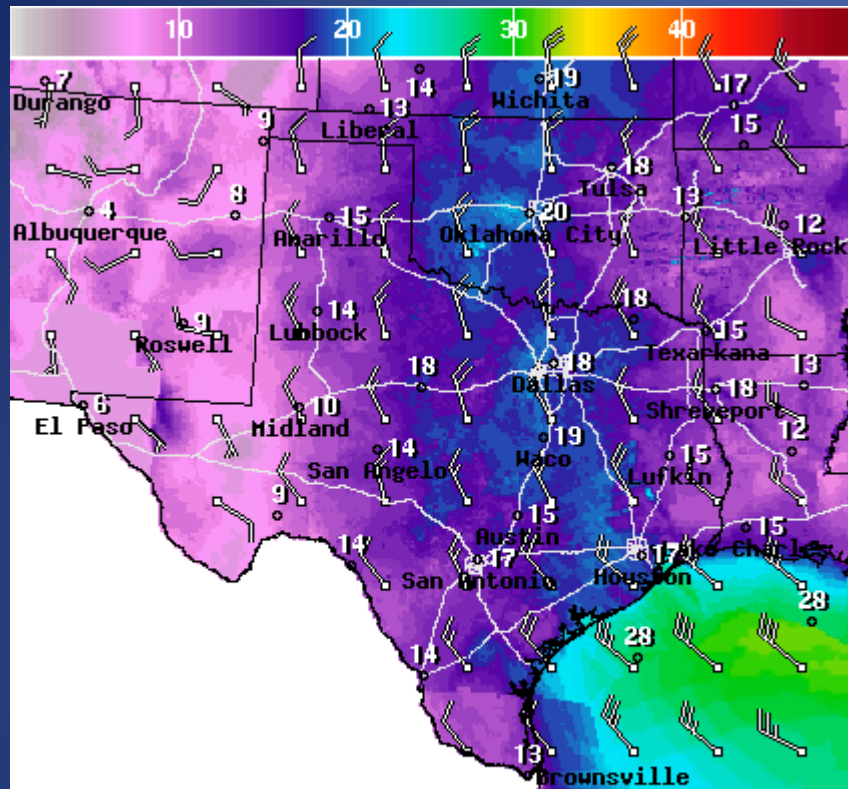 10 20 30 40
7 14 19 17
Durango Wichita
13
Liberal
9 15
18
Tulsa
4 8 15 20 13 12
Albuquerque Amarillo Oklahoma City Little Rock
9 14 18
Roswell Lubbock 15
Texarkana
18 18 18 13
Dallas
6 10 Shreveport
El Paso Midland
14 19 12
San Angelo Waco 15
Lufkin
9 15 15
Austin
14 17 17 Lake Charles
San Antonio Houston
28
28
14
13
Brownsville